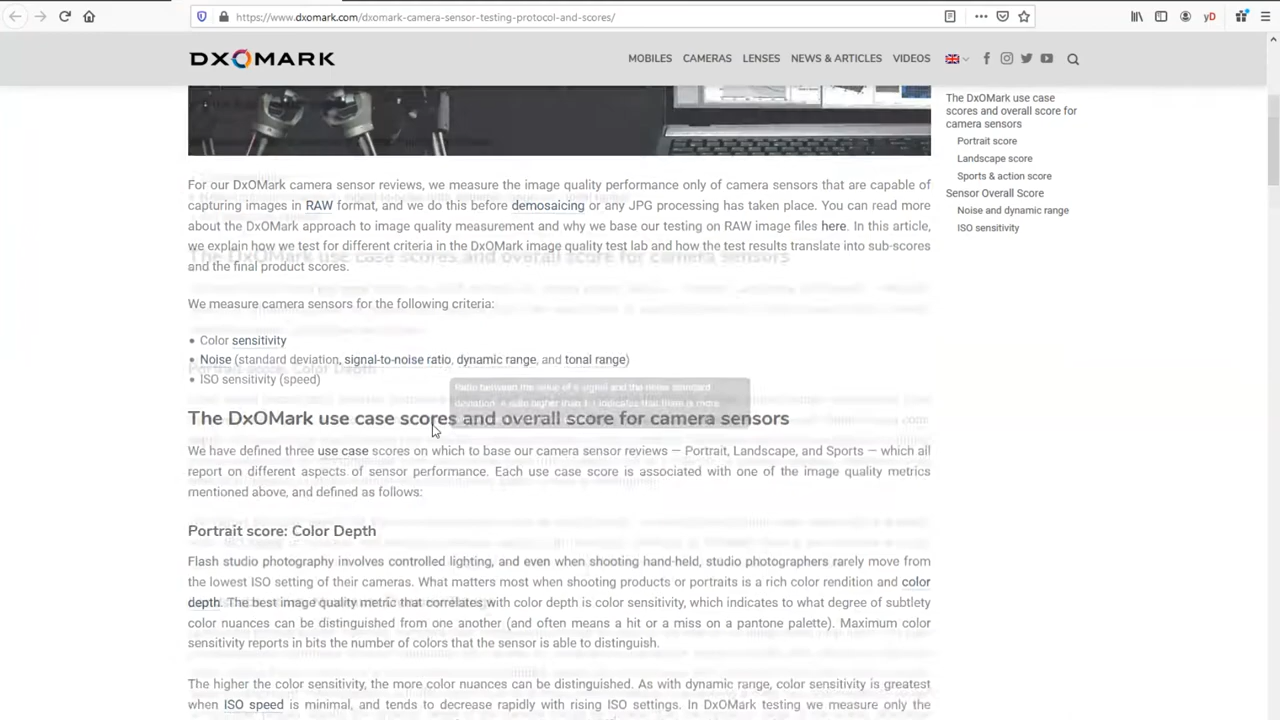 https://www.dxomark.com/dxomark-camera-sensor-testing-protocol-and-scores/
yD
DXOMARK
MOBILES CAMERAS LENSES NEWS & ARTICLES VIDEOS
The DxOMark use case
scores and overall score for
camera sensors
Portrait score
Landscape score
Sports & action score
Sensor Overall Score
Noise and dynamic range
ISO sensitivity
For our DxOMark camera sensor reviews, we measure the image quality performance only of camera sensors that are capable of
capturing images in RAW format, and we do this before demosaicing or any JPG processing has taken place. You can read more
about the DxOMark approach to image quality measurement and why we base our testing on RAW image files here. In this article,
we explain how we test for different criteria in the DxOMark image quality test lab and how the test results translate into sub-scores
and the final product scores.
We measure camera sensors for the following criteria:
• Color sensitivity
• Noise (standard deviation, signal-to-noise ratio, dynamic range, and tonal range)
• ISO sensitivity (speed)
The DxOMark use case scores and overall score for camera sensors
We have defined three use case scores on which to base our camera sensor reviews — Portrait, Landscape, and Sports — which all
report on different aspects of sensor performance. Each use case score is associated with one of the image quality metrics
mentioned above, and defined as follows:
Portrait score: Color Depth
Flash studio photography involves controlled lighting, and even when shooting hand-held, studio photographers rarely move from
the lowest ISO setting of their cameras. What matters most when shooting products or portraits is a rich color rendition and color
depth. The best image quality metric that correlates with color depth is color sensitivity, which indicates to what degree of subtlety
color nuances can be distinguished from one another (and often means a hit or a miss on a pantone palette). Maximum color
sensitivity reports in bits the number of colors that the sensor is able to distinguish.
The higher the color sensitivity, the more color nuances can be distinguished. As with dynamic range, color sensitivity is greatest
when ISO speed is minimal, and tends to decrease rapidly with rising ISO settings. In DxOMark testing we measure only the